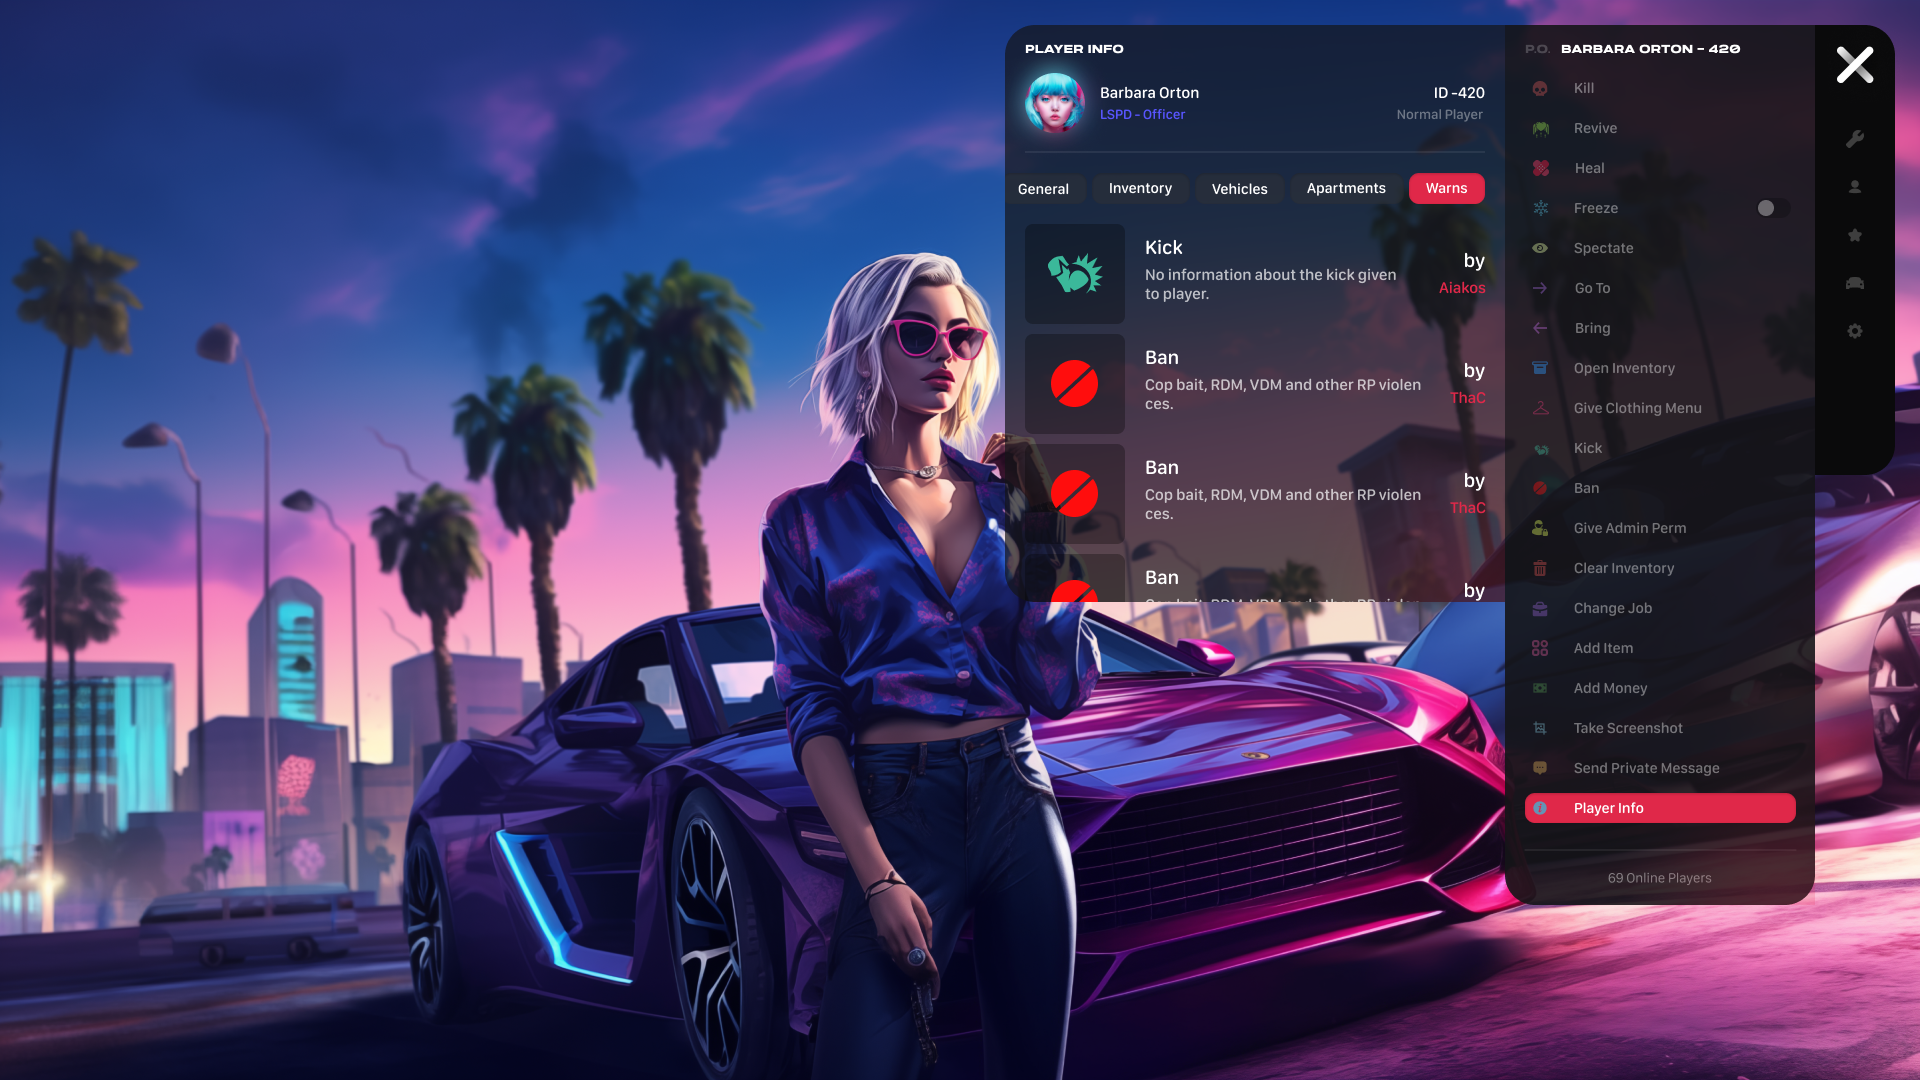 PLAYER INFO
Barbara Orton
LSPD - Officer
ID -420
Normal Player
General
Inventory
Vehicles
Apartments
Warns
Kick
No information about the kick given
to player.
by
Aiakos
Ban
Cop bait, RDM, VDM and other RP violen
ces.
by
ThaC
Ban
Cop bait, RDM, VDM and other RP violen
ces.
by
ThaC
Ban
by
P.O. BARBARA ORTON - 420
Kill
Revive
Heal
Freeze
Spectate
Go To
Bring
Open Inventory
Give Clothing Menu
Kick
Ban
Give Admin Perm
Clear Inventory
Change Job
Add Item
Add Money
Take Screenshot
Send Private Message
Player Info
69 Online Players